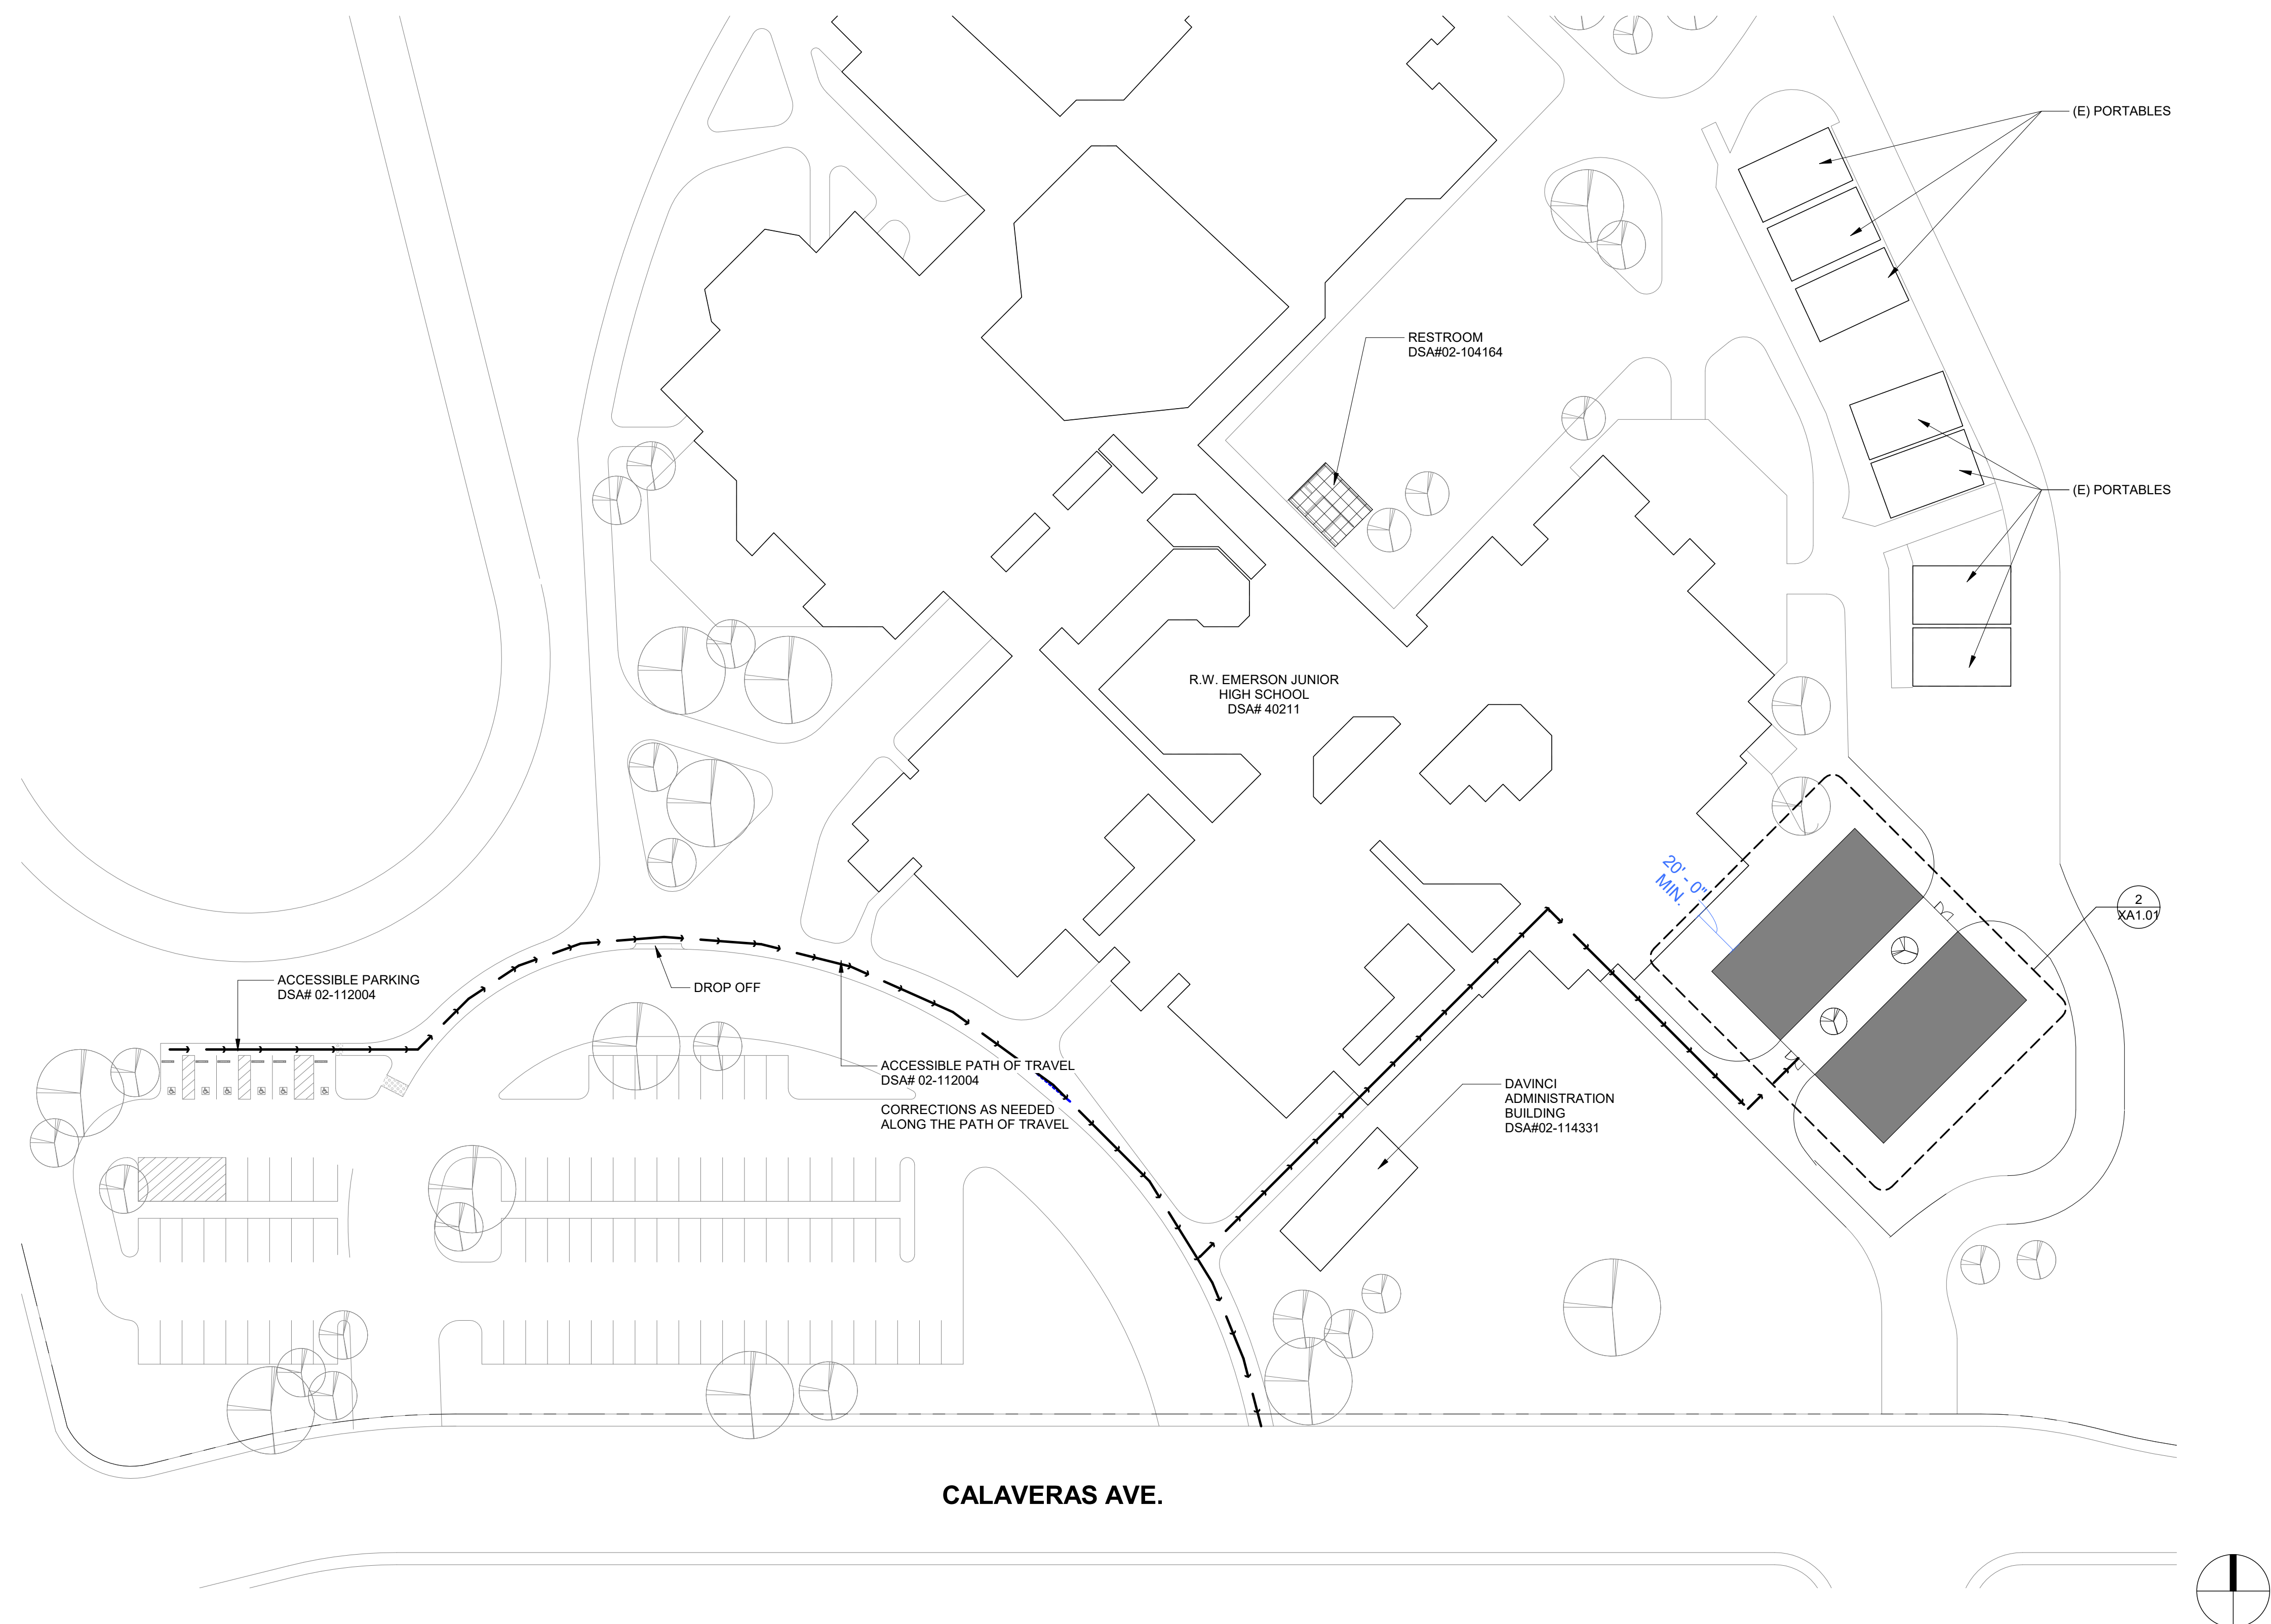 (E) PORTABLES
RESTROOM
DSA#02-104164
(E) PORTABLES
R.W. EMERSON JUNIOR
HIGH SCHOOL
DSA# 40211
20' - 0"
MIN.
2
XA1.01
ACCESSIBLE PARKING
DSA# 02-112004
DROP OFF
ACCESSIBLE PATH OF TRAVEL
DSA# 02-112004
CORRECTIONS AS NEEDED
ALONG THE PATH OF TRAVEL
DAVINCI
ADMINISTRATION
BUILDING
DSA#02-114331
CALAVERAS AVE.